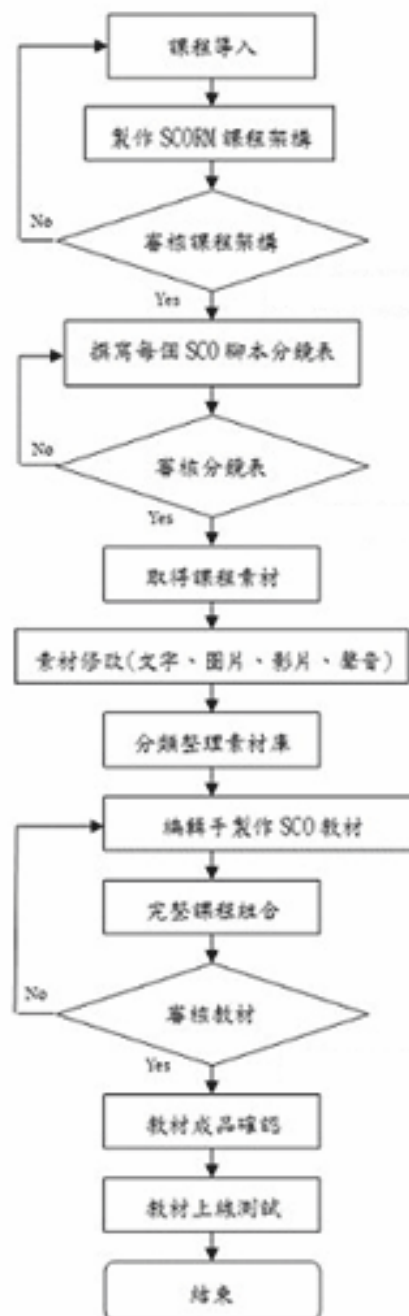 課程導入
製作 SCORM 課程架構
No
審核課程架構
Yes
撰寫每個 SCO 腳本分鏡表
No
審核分鏡表
Yes
取得課程素材
素材修改(文字、圖片、影片、聲音)
分類整理素材庫
編輯手製作 SCO 教材
完整課程組合
No
審核教材
Yes
教材成品確認
教材上線測試
結束